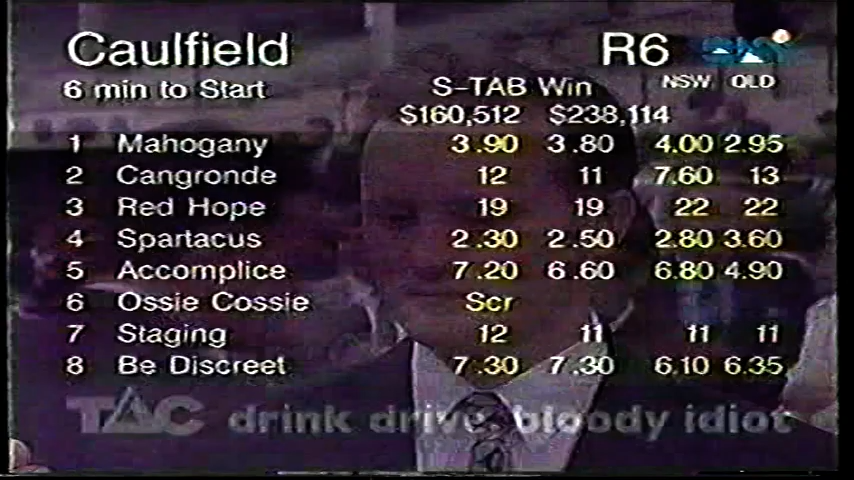 Caulfield R6 SKY
6 min to Start S-TAB Win NSW QLD
$160,512 $238,114
1 Mahogany 3.90 3.80 4.00 2.95
2 Cangronde 12 11 7.60 13
3 Red Hope 19 19 22 22
4 Spartacus 2.30 2.50 2.80 3.60
5 Accomplice 7.20 6.60 6.80 4.90
6 Ossie Cossie Scr
7 Staging 12 11 11 11
8 Be Discreet 7.30 7.30 6.10 6.35
TAC drink drive, bloody idiot